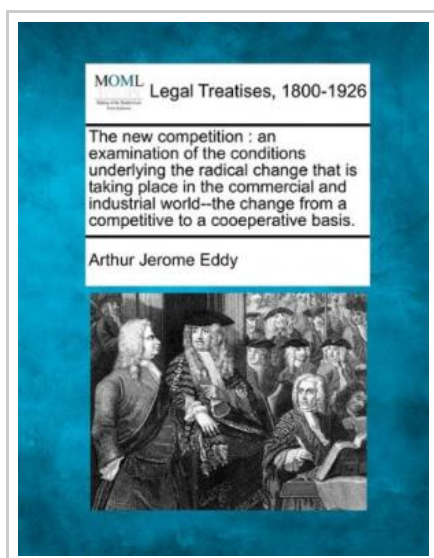 MOML
Legal Treatises, 1800-1926
The new competition : an
examination of the conditions
underlying the radical change that is
taking place in the commercial and
industrial world--the change from a
competitive to a cooeperative basis.
Arthur Jerome Eddy